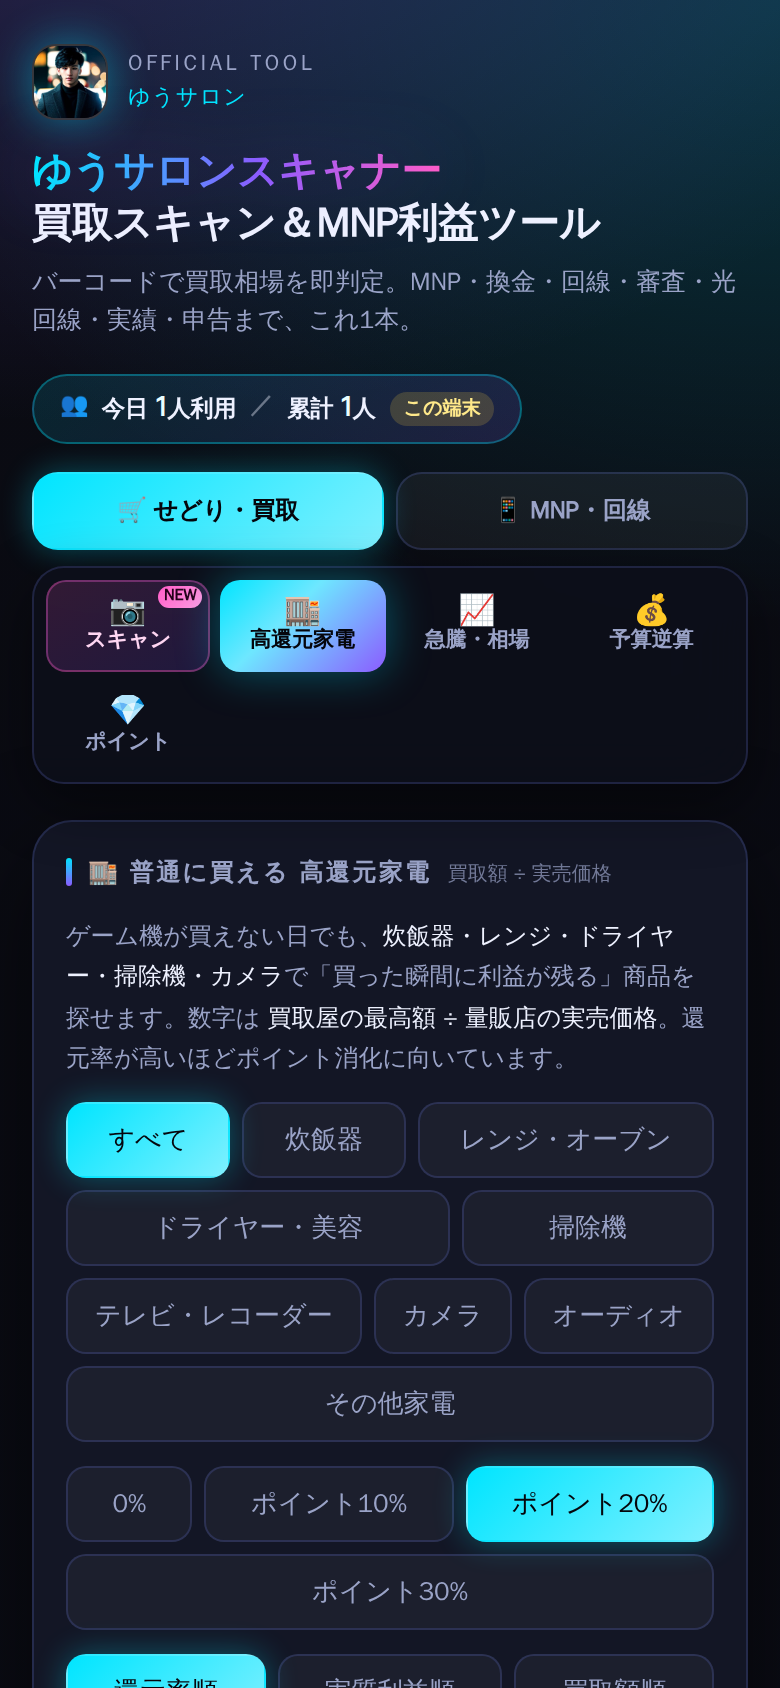 OFFICIAL TOOL
ゆうサロン
ゆうサロンスキャナー
買取スキャン＆MNP利益ツール
バーコードで買取相場を即判定。MNP・換金・回線・審査・光
回線・実績・申告まで、これ1本。
今日 1人利用 ／ 累計 1人 この端末
せどり・買取 MNP・回線
NEW
スキャン 高還元家電 急騰・相場 予算逆算
ポイント
普通に買える 高還元家電 買取額 ÷ 実売価格
ゲーム機が買えない日でも、炊飯器・レンジ・ドライヤ
ー・掃除機・カメラで「買った瞬間に利益が残る」商品を
探せます。数字は 買取屋の最高額 ÷ 量販店の実売価格。還
元率が高いほどポイント消化に向いています。
すべて 炊飯器 レンジ・オーブン
ドライヤー・美容 掃除機
テレビ・レコーダー カメラ オーディオ
その他家電
0% ポイント10% ポイント20%
ポイント30%
還元率順 実質利益順 買取額順